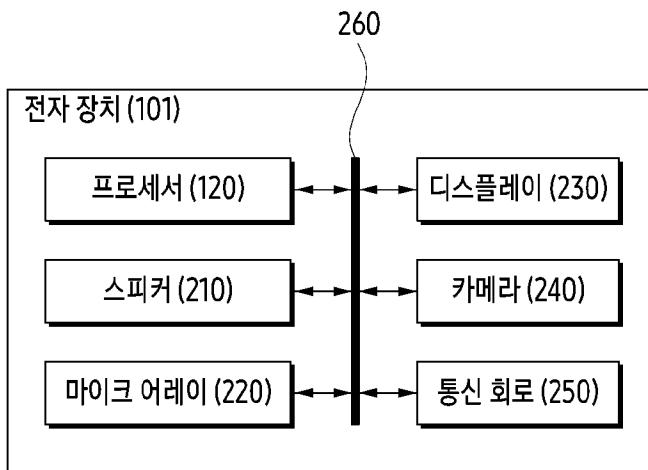 260
전자 장치 (101)
프로세서 (120)
디스플레이 (230)
스피커 (210)
카메라 (240)
마이크 어레이 (220)
통신 회로 (250)